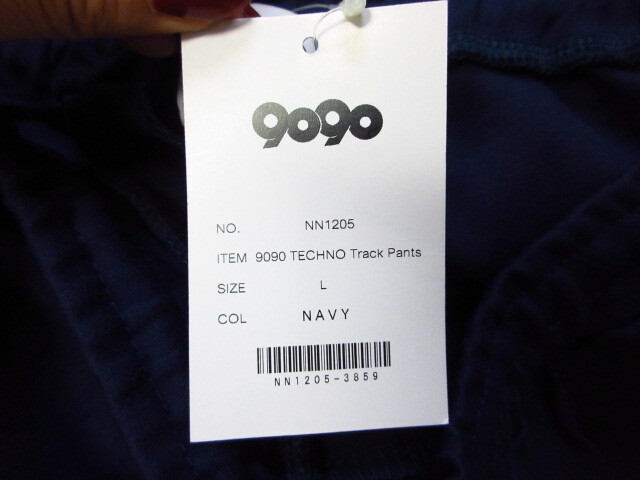 9090
NO. NN1205
ITEM 9090 TECHNO Track Pants
SIZE L
COL NAVY
NN1205-3859